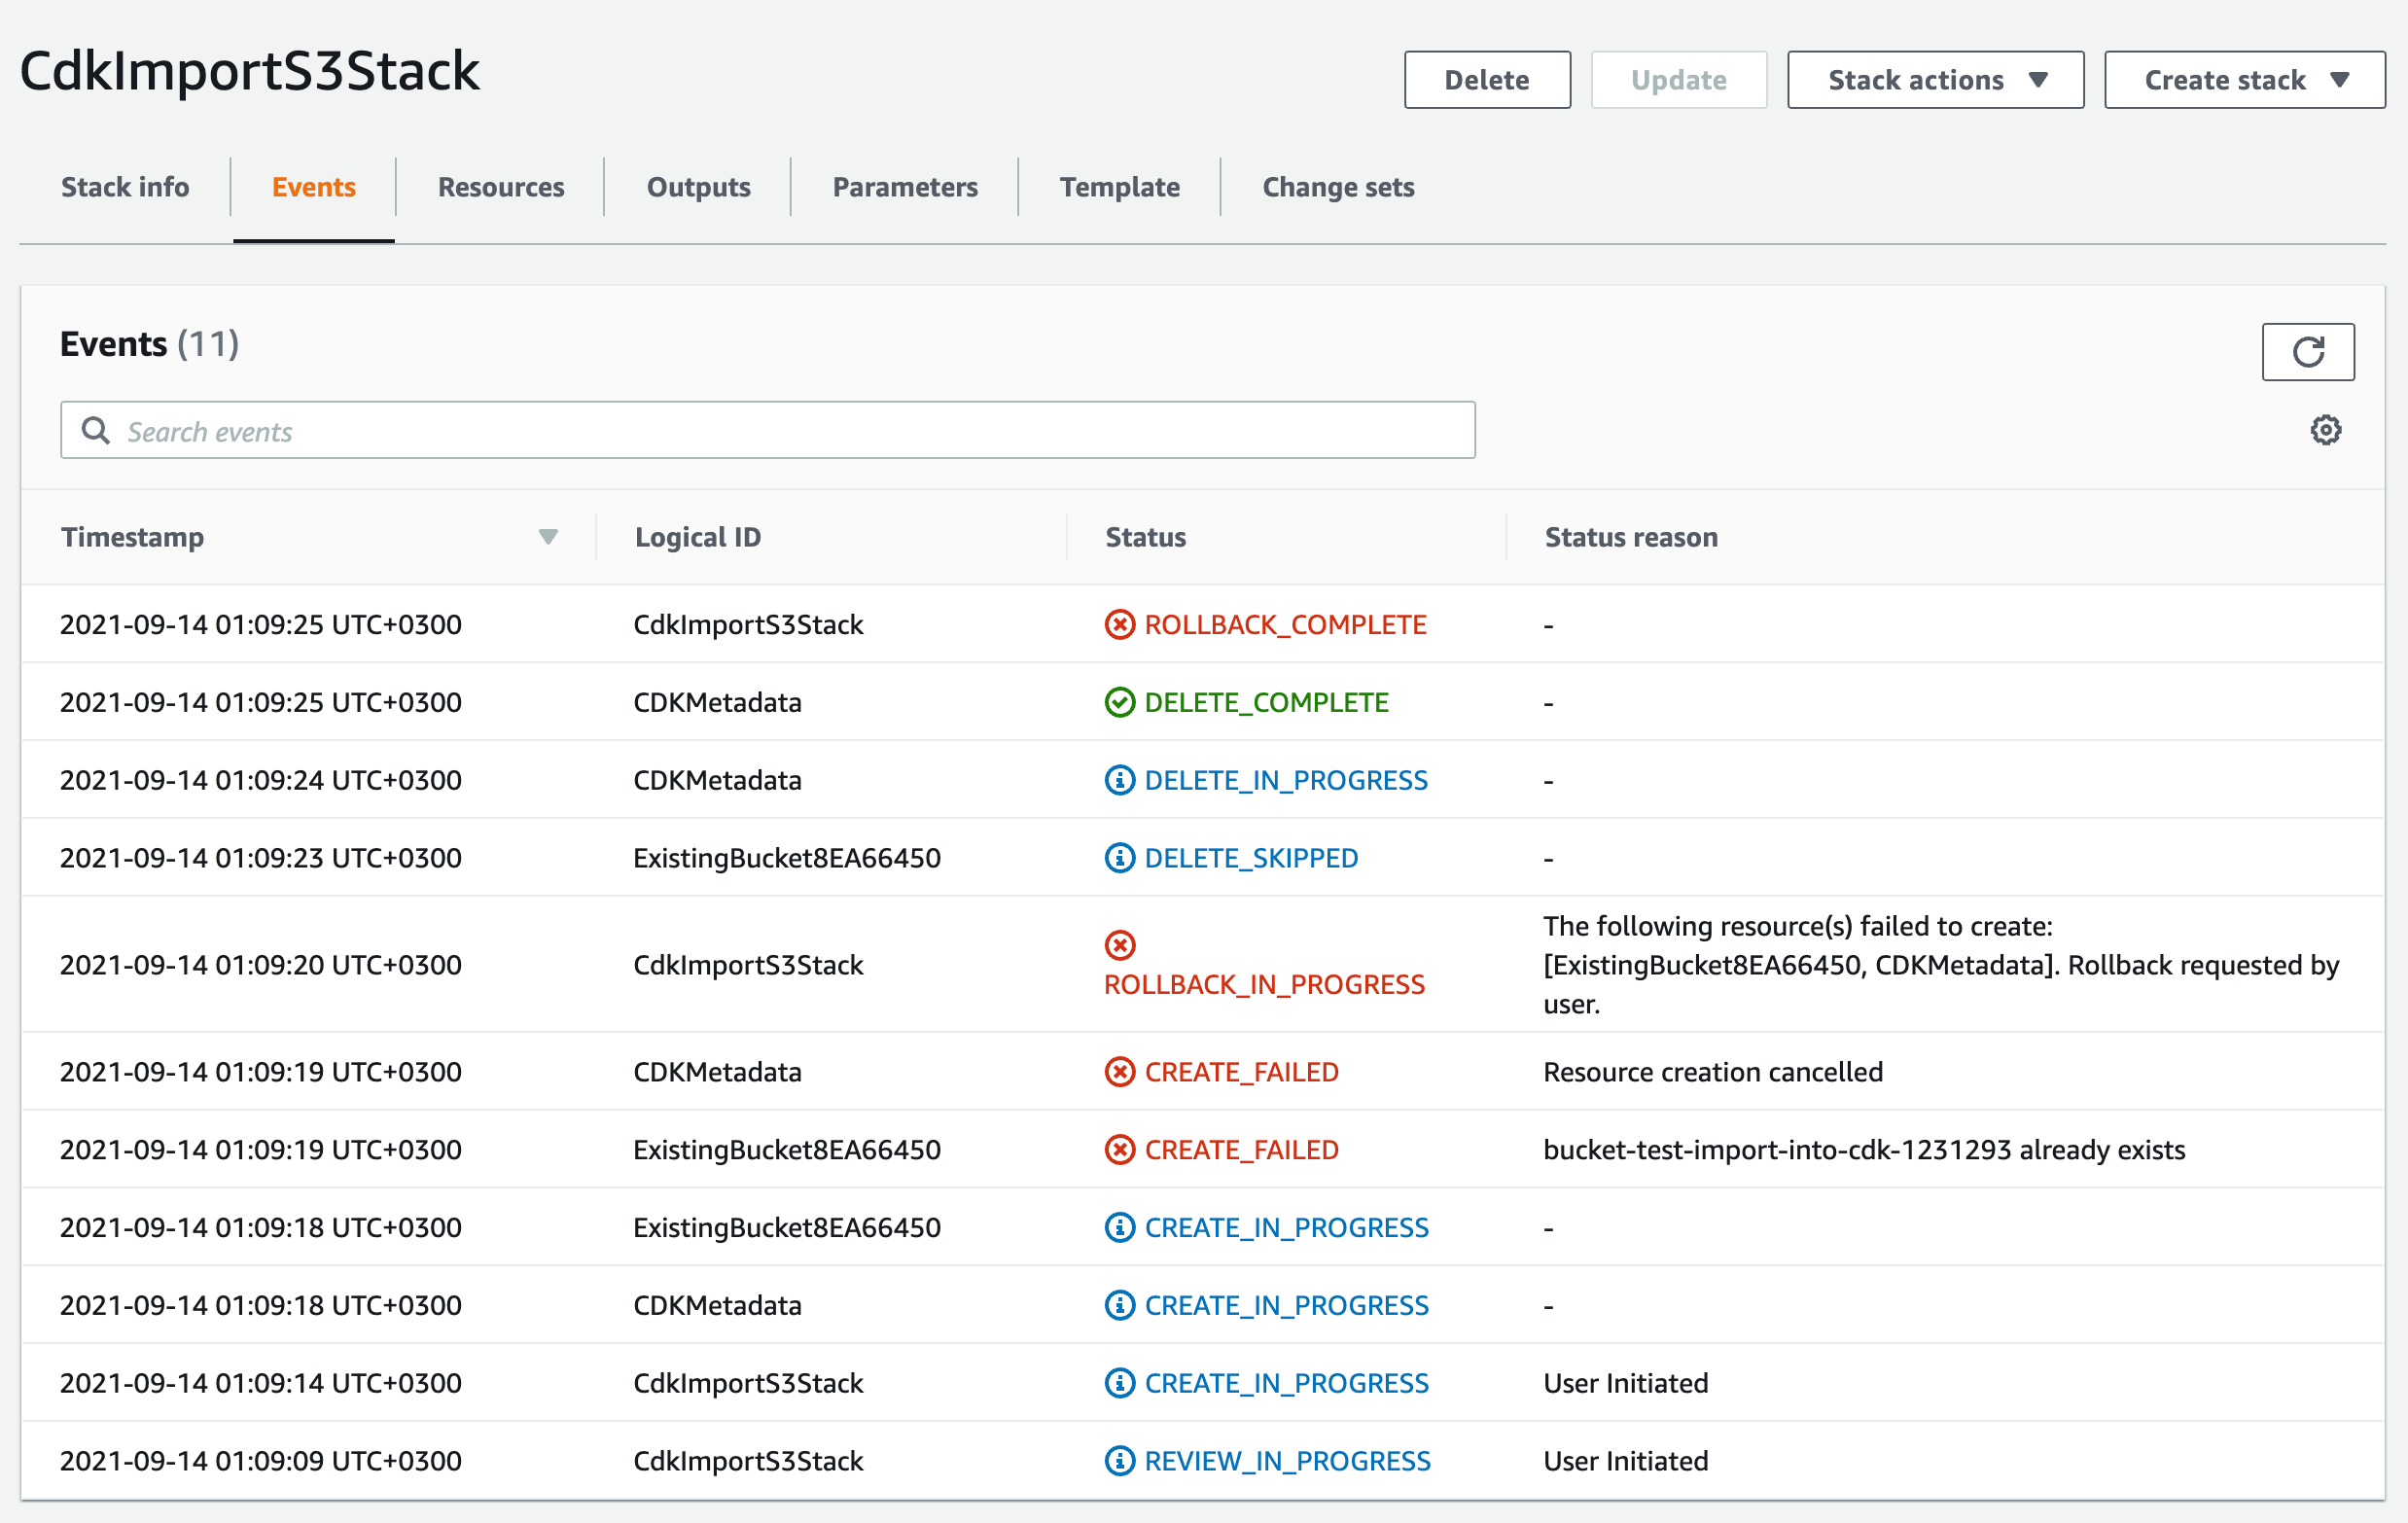 CdkImportS3Stack
Delete
Update
Stack actions
Create stack
Stack info
Events
Resources
Outputs
Parameters
Template
Change sets
Events (11)
Search events
Timestamp Logical ID Status Status reason
2021-09-14 01:09:25 UTC+0300 CdkImportS3Stack ROLLBACK_COMPLETE -
2021-09-14 01:09:25 UTC+0300 CDKMetadata DELETE_COMPLETE -
2021-09-14 01:09:24 UTC+0300 CDKMetadata DELETE_IN_PROGRESS -
2021-09-14 01:09:23 UTC+0300 ExistingBucket8EA66450 DELETE_SKIPPED -
2021-09-14 01:09:20 UTC+0300 CdkImportS3Stack ROLLBACK_IN_PROGRESS The following resource(s) failed to create:
[ExistingBucket8EA66450, CDKMetadata]. Rollback requested by
user.
2021-09-14 01:09:19 UTC+0300 CDKMetadata CREATE_FAILED Resource creation cancelled
2021-09-14 01:09:19 UTC+0300 ExistingBucket8EA66450 CREATE_FAILED bucket-test-import-into-cdk-1231293 already exists
2021-09-14 01:09:18 UTC+0300 ExistingBucket8EA66450 CREATE_IN_PROGRESS -
2021-09-14 01:09:18 UTC+0300 CDKMetadata CREATE_IN_PROGRESS -
2021-09-14 01:09:14 UTC+0300 CdkImportS3Stack CREATE_IN_PROGRESS User Initiated
2021-09-14 01:09:09 UTC+0300 CdkImportS3Stack REVIEW_IN_PROGRESS User Initiated